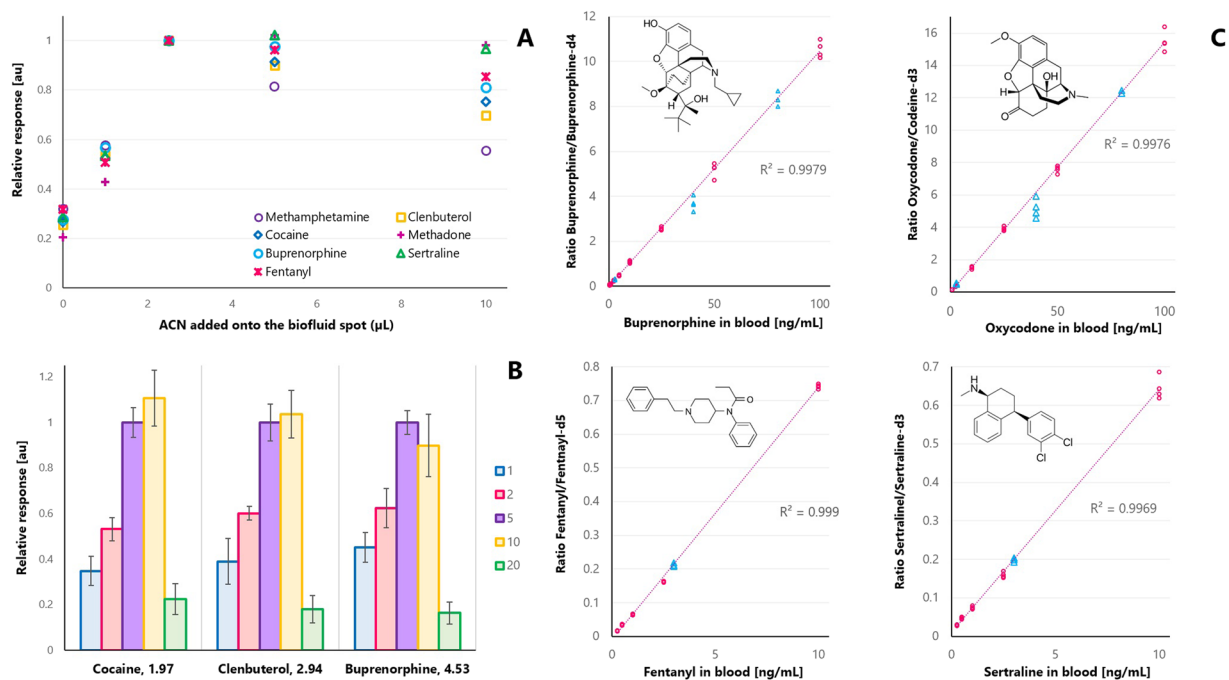 A
Relative response [au]
1
0.8
0.6
0.4
0.2
0
0 2 4 6 8 10
ACN added onto the biofluid spot (µL)
Methamphetamine
Clenbuterol
Cocaine
Methadone
Buprenorphine
Sertraline
Fentanyl
B
Relative response [au]
1.2
1
0.8
0.6
0.4
0.2
0
Cocaine, 1.97
Clenbuterol, 2.94
Buprenorphine, 4.53
1
2
5
10
20
C
Ratio Buprenorphine/Buprenorphine-d4
12
10
8
6
4
2
0
0 50 100
HO
O
O
H
OH
N
R² = 0.9979
Buprenorphine in blood [ng/mL]
Ratio Oxycodone/Codeine-d3
16
14
12
10
8
6
4
2
0
0 50 100
O
O
H
OH
N
O
R² = 0.9976
Oxycodone in blood [ng/mL]
Ratio Fentanyl/Fentnayl-d5
0.8
0.7
0.6
0.5
0.4
0.3
0.2
0.1
0
0 5 10
N
N
O
R² = 0.999
Fentanyl in blood [ng/mL]
Ratio Sertralinel/Sertraline-d3
0.7
0.6
0.5
0.4
0.3
0.2
0.1
0
0 5 10
H
N
Cl
Cl
R² = 0.9969
Sertraline in blood [ng/mL]